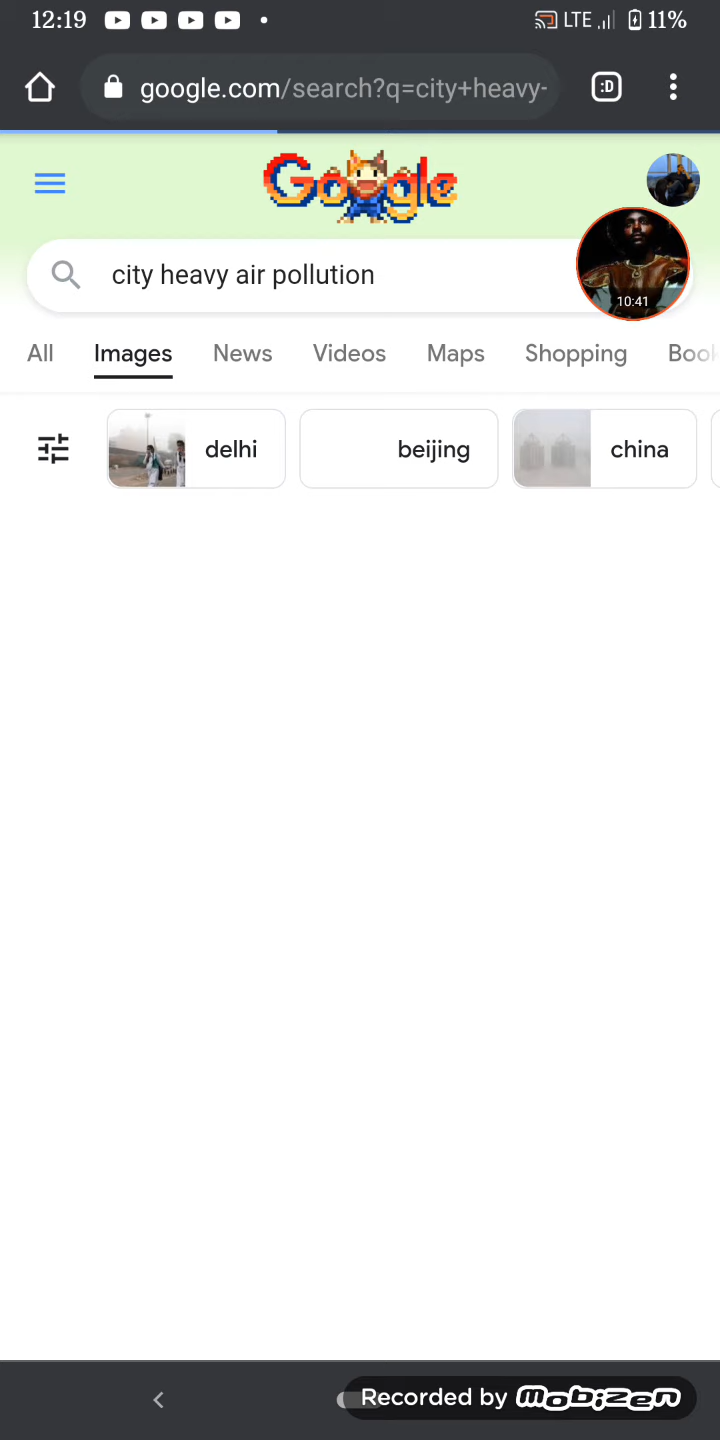 12:19 LTE 11%
:D
google.com/search?q=city+heavy-
Google
city heavy air pollution
10:41
All Images News Videos Maps Shopping Book
delhi beijing china
Recorded by mobizen